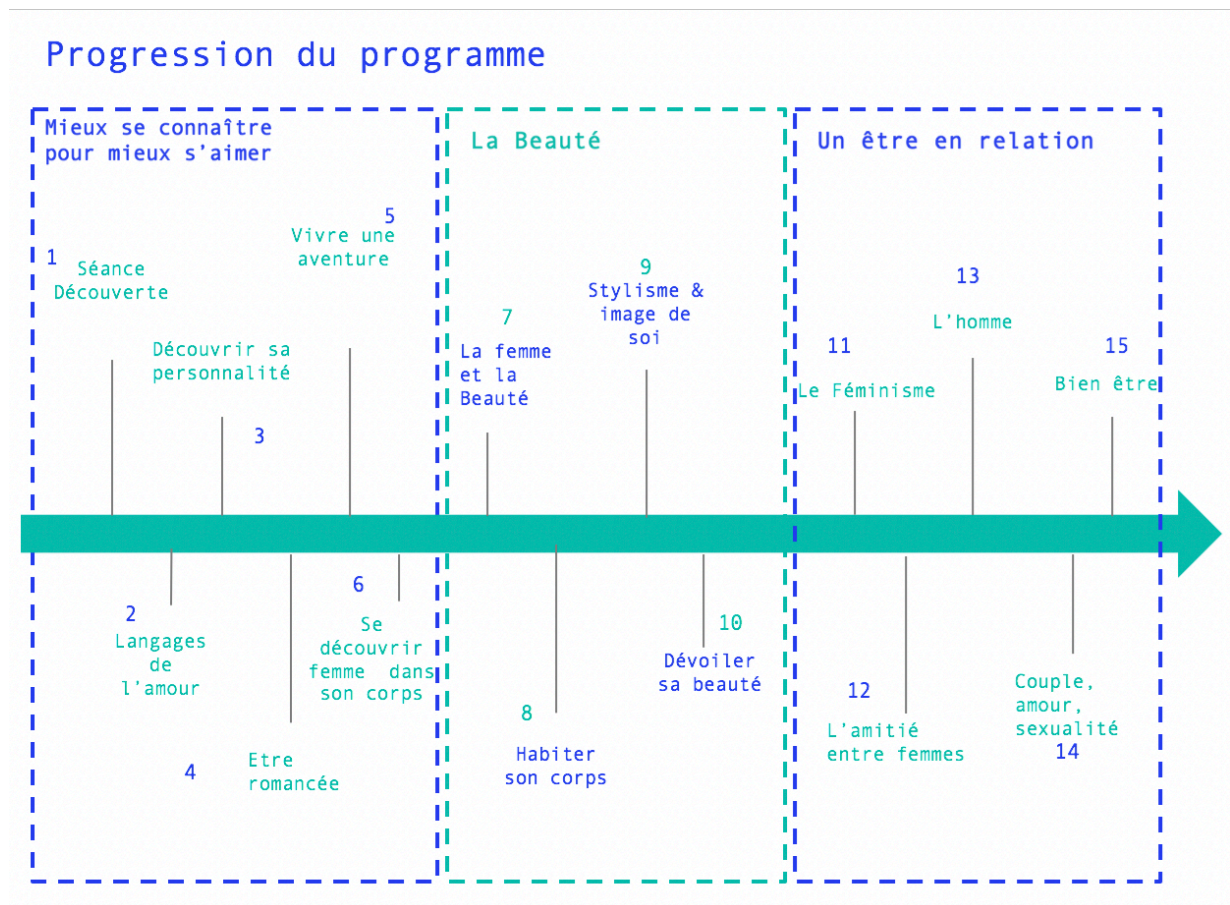 Progression du programme
Mieux se connaître
pour mieux s'aimer
1
Séance
Découverte
2
Langages
de
l'amour
Découvrir sa
personnalité
3
4
Etre
romancée
5
Vivre une
aventure
6
Se
découvrir
femme dans
son corps
La Beauté
7
La femme
et la
Beauté
8
Habiter
son corps
9
Stylisme &
image de
soi
10
Dévoiler
sa beauté
Un être en relation
11
Le Féminisme
12
L'amitié
entre femmes
13
L'homme
Couple,
amour,
sexualité
14
15
Bien être